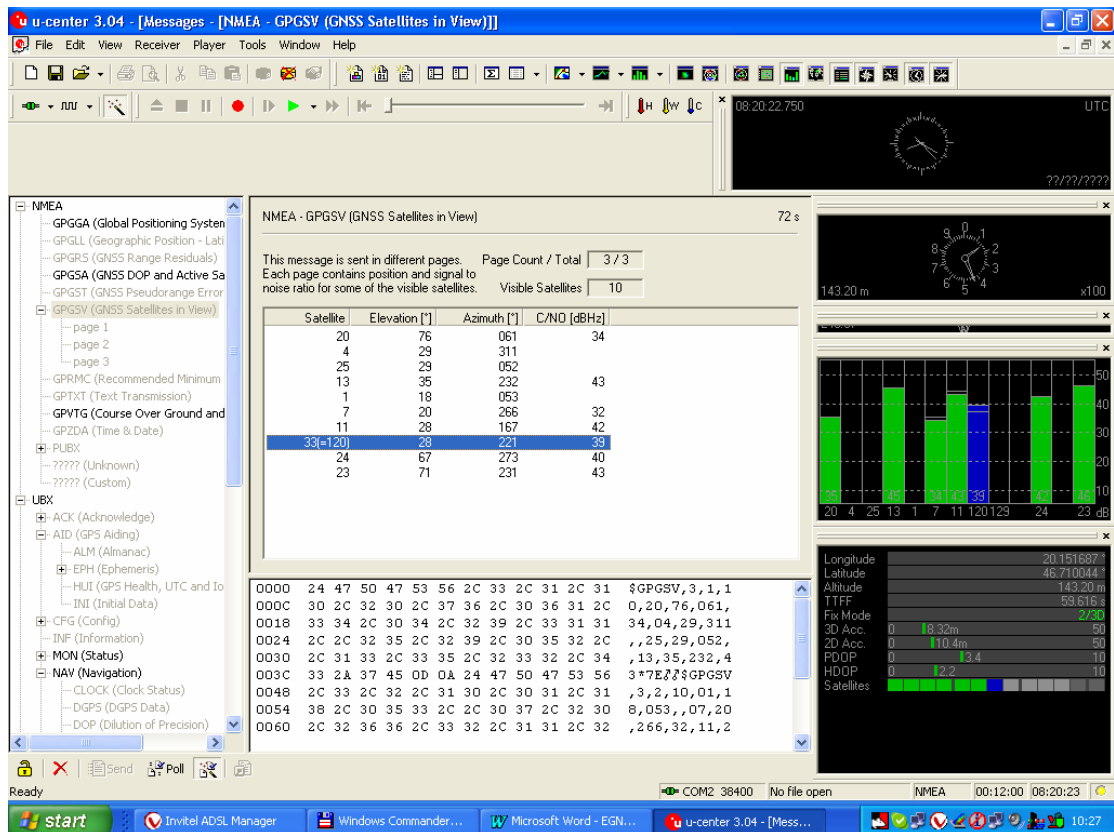 u-center 3.04 - [Messages - [NMEA - GPGSV (GNSS Satellites in View)]]
File Edit View Receiver Player Tools Window Help
H W C
08:20:22.750 UTC
??/??/????
NMEA
GPGGA (Global Positioning System
GPGLL (Geographic Position - Lati
GPGRS (GNSS Range Residuals)
GPGSA (GNSS DOP and Active Sa
GPGST (GNSS Pseudorange Error
GPGSV (GNSS Satellites in View)
page 1
page 2
page 3
GPRMC (Recommended Minimum
GPTXT (Text Transmission)
GPVTG (Course Over Ground and
GPZDA (Time & Date)
PUBX
????? (Unknown)
????? (Custom)
UBX
ACK (Acknowledge)
AID (GPS Aiding)
ALM (Almanac)
EPH (Ephemeris)
HUI (GPS Health, UTC and Io
INI (Initial Data)
CFG (Config)
INF (Information)
MON (Status)
NAV (Navigation)
CLOCK (Clock Status)
DGPS (DGPS Data)
DOP (Dilution of Precision)
NMEA - GPGSV (GNSS Satellites in View) 72 s
This message is sent in different pages. Page Count / Total 3 / 3
Each page contains position and signal to
noise ratio for some of the visible satellites. Visible Satellites 10
Satellite Elevation [°] Azimuth [°] C/NO [dBHz]
20 76 061 34
4 29 311
25 29 052
13 35 232 43
1 18 053
7 20 266 32
11 28 167 42
33(=120) 28 221 39
24 67 273 40
23 71 231 43
0000 24 47 50 47 53 56 2C 33 2C 31 2C 31 $GPGSV,3,1,1
000C 30 2C 32 30 2C 37 36 2C 30 36 31 2C 0,20,76,061,
0018 33 34 2C 30 34 2C 32 39 2C 33 31 31 34,04,29,311
0024 2C 2C 32 35 2C 32 39 2C 30 35 32 2C ,,25,29,052,
0030 2C 31 33 2C 33 35 2C 32 33 32 2C 34 ,13,35,232,4
003C 33 2A 37 45 0D 0A 24 47 50 47 53 56 3*7E$GPGSV
0048 2C 33 2C 32 2C 31 30 2C 30 31 2C 31 ,3,2,10,01,1
0054 38 2C 30 35 33 2C 2C 30 37 2C 32 30 8,053,,07,20
0060 2C 32 36 36 2C 33 32 2C 31 31 2C 32 ,266,32,11,2
0 1 2 3 4 5 6 7 8 9
143.20 m x100
50
40
30
20
10
35 45 34 43 39 42 46
20 4 25 13 1 7 11 120 129 24 23 dB
Longitude 20.151687 °
Latitude 46.710044 °
Altitude 143.20 m
TTFF 59.616 s
Fix Mode 2/3D
3D Acc. 0 8.32m 50
2D Acc. 0 10.4m 50
PDOP 0 3.4 10
HDOP 0 2.2 10
Satellites
Send Poll
Ready COM2 38400 No file open NMEA 00:12:00 08:20:23
start Invitel ADSL Manager Windows Commander... Microsoft Word - EGN... u-center 3.04 - [Mess... 10:27